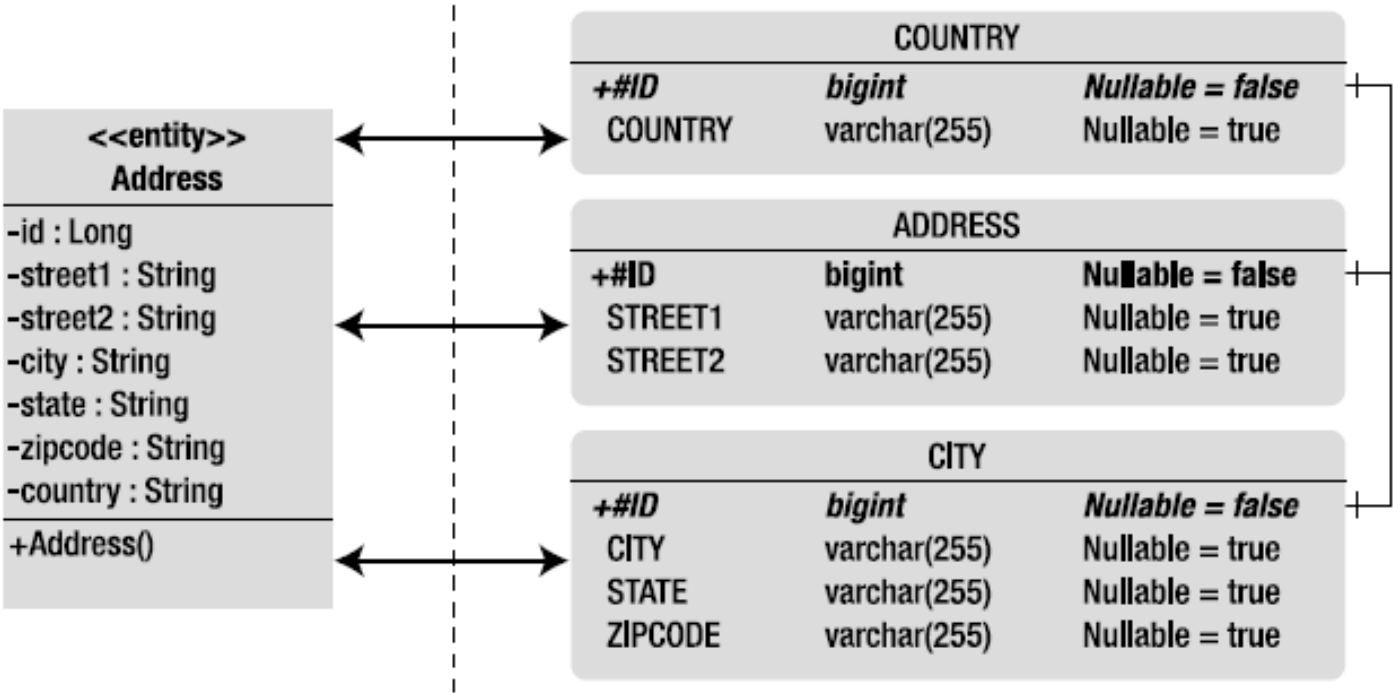 <<entity>>
Address
-id : Long
-street1 : String
-street2 : String
-city : String
-state : String
-zipcode : String
-country : String
+Address()
COUNTRY
+#ID bigint Nullable = false
COUNTRY varchar(255) Nullable = true
ADDRESS
+#ID bigint Nullable = false
STREET1 varchar(255) Nullable = true
STREET2 varchar(255) Nullable = true
CITY
+#ID bigint Nullable = false
CITY varchar(255) Nullable = true
STATE varchar(255) Nullable = true
ZIPCODE varchar(255) Nullable = true